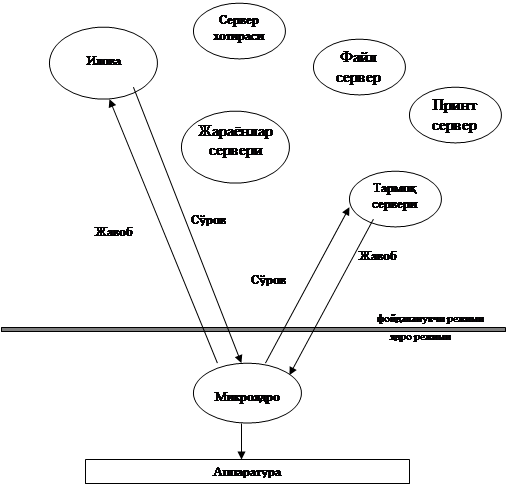 Сервер
хотираси
Илова
Файл
сервер
Принт
сервер
Жараёнлар
сервери
Тармоқ
сервери
Сўров
Жавоб
Жавоб
Сўров
фойдаланувчи режими
ядро режими
Микроядро
Аппаратура